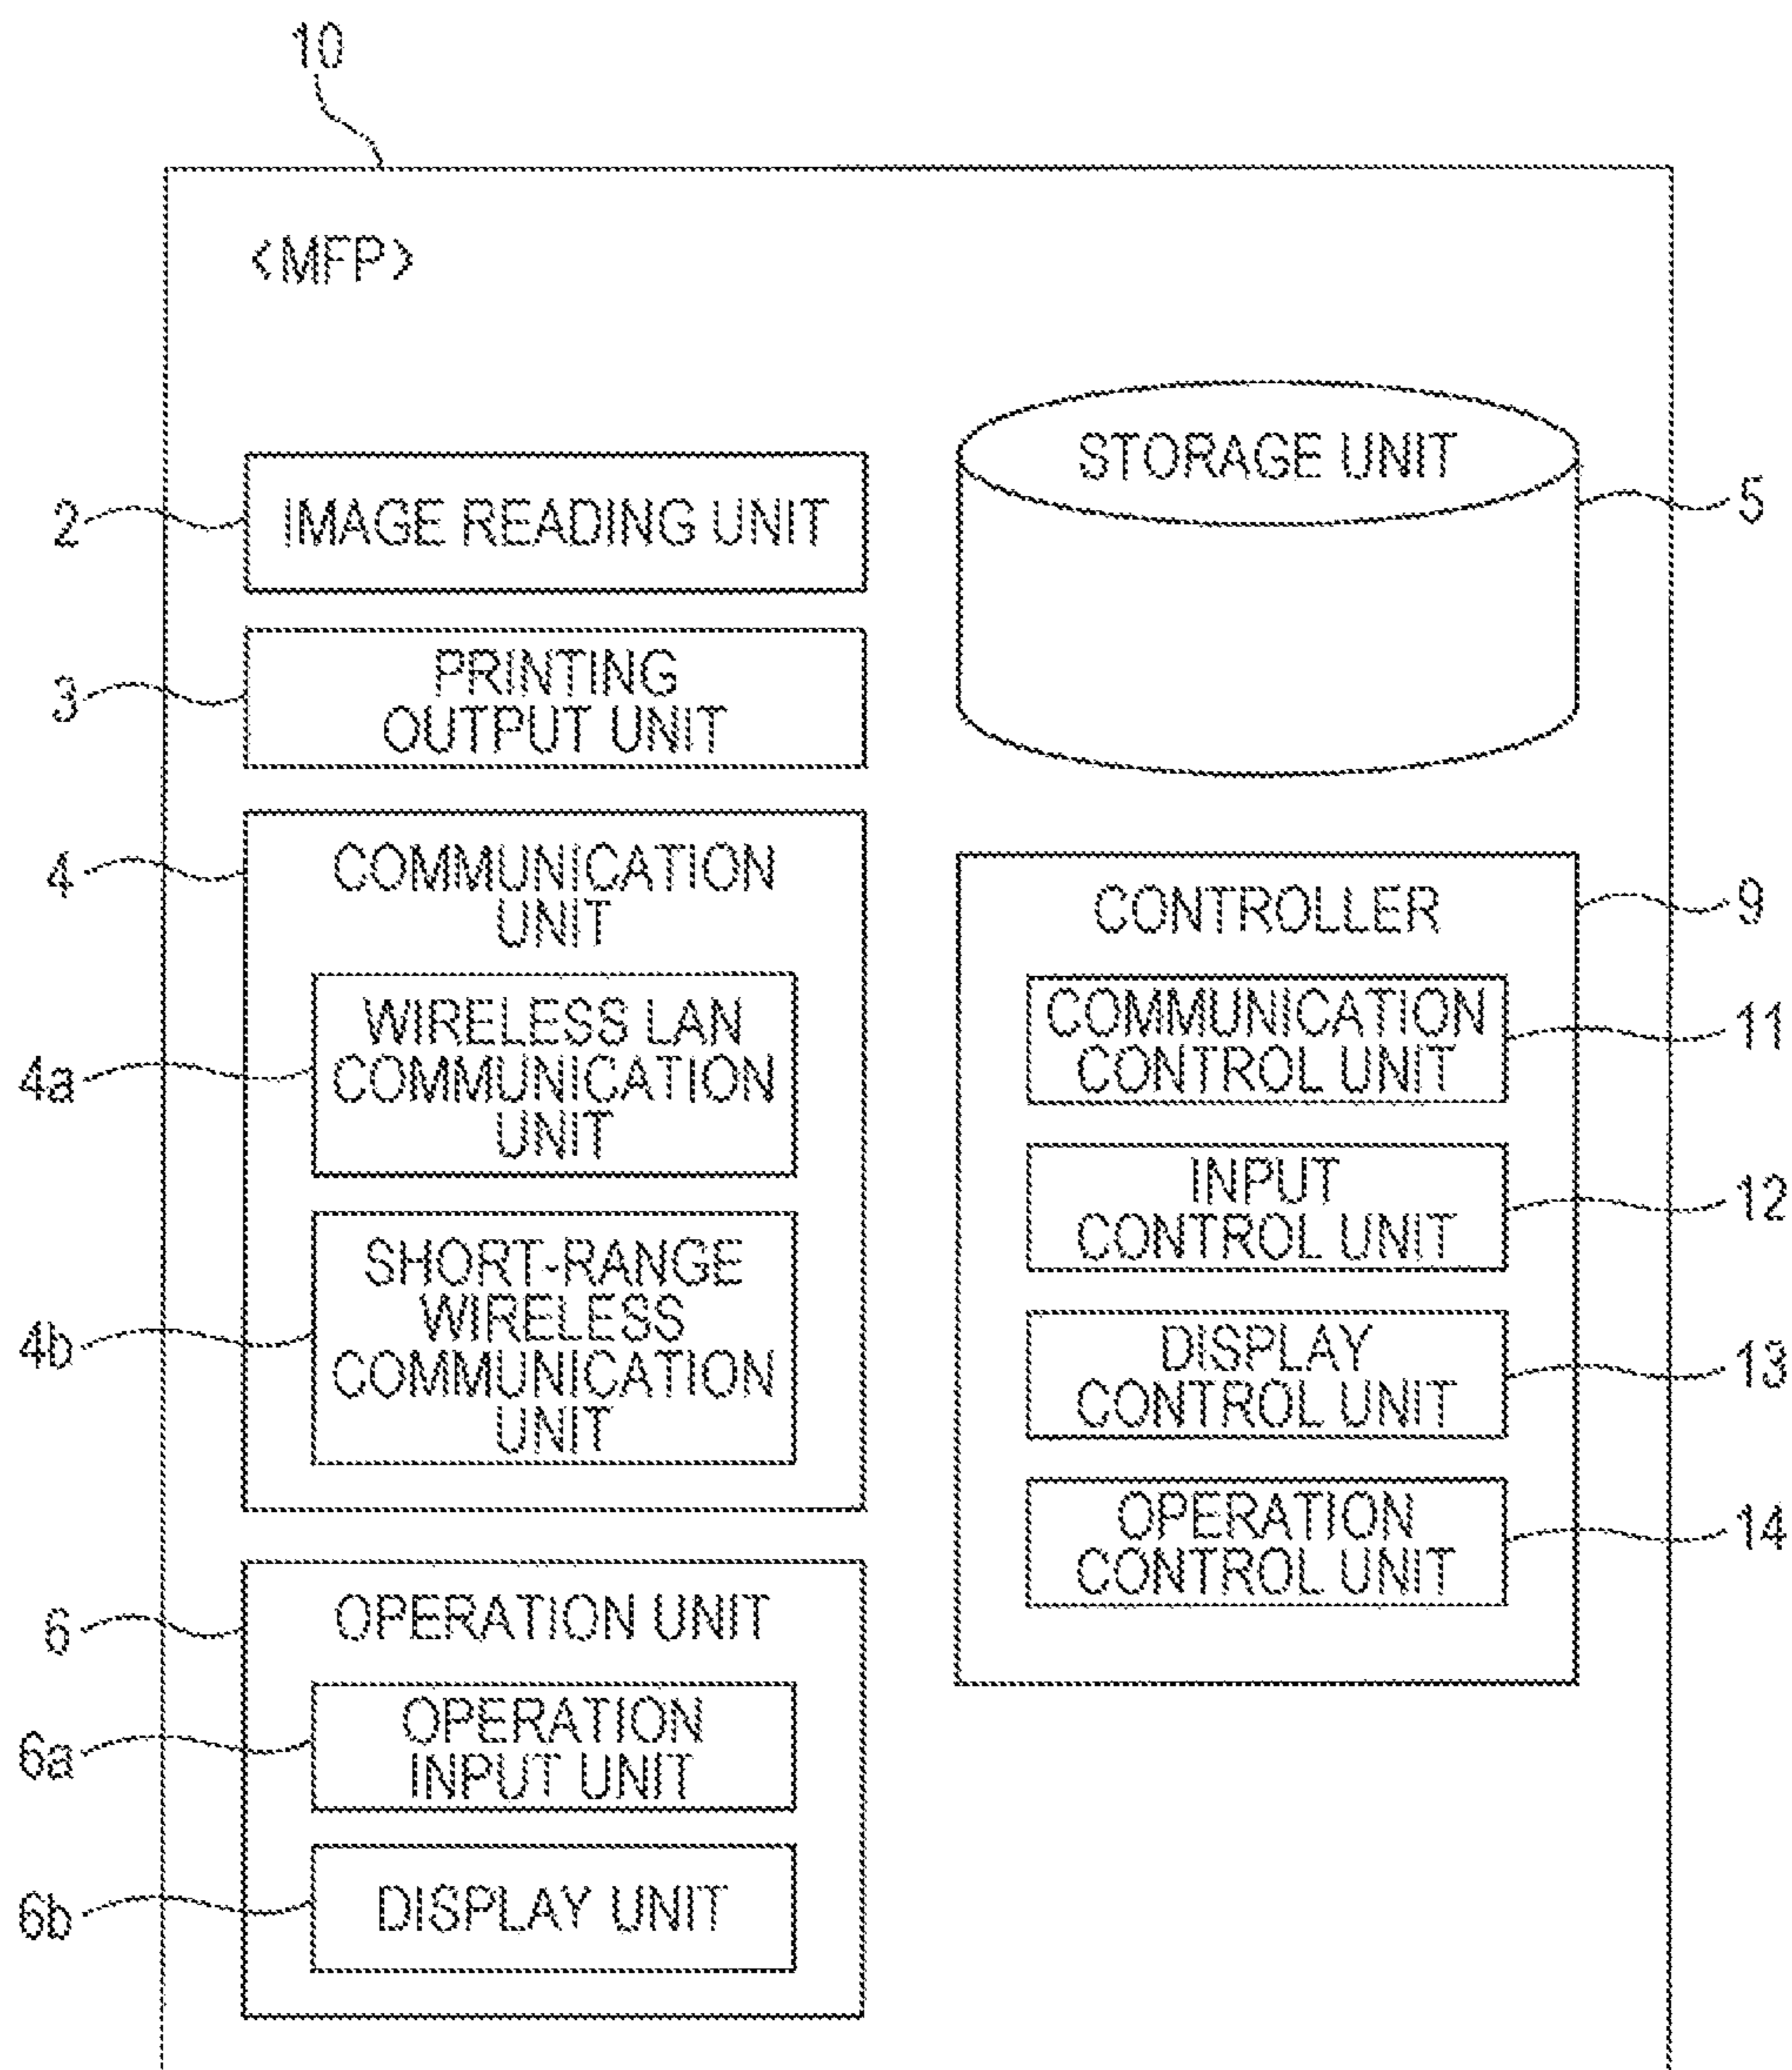 10
<MFP>
2
IMAGE READING UNIT
3
PRINTING
OUTPUT UNIT
4
COMMUNICATION
UNIT
4a
WIRELESS LAN
COMMUNICATION
UNIT
4b
SHORT-RANGE
WIRELESS
COMMUNICATION
UNIT
6
OPERATION UNIT
6a
OPERATION
INPUT UNIT
6b
DISPLAY UNIT
STORAGE UNIT
5
CONTROLLER
9
COMMUNICATION
CONTROL UNIT
11
INPUT
CONTROL UNIT
12
DISPLAY
CONTROL UNIT
13
OPERATION
CONTROL UNIT
14